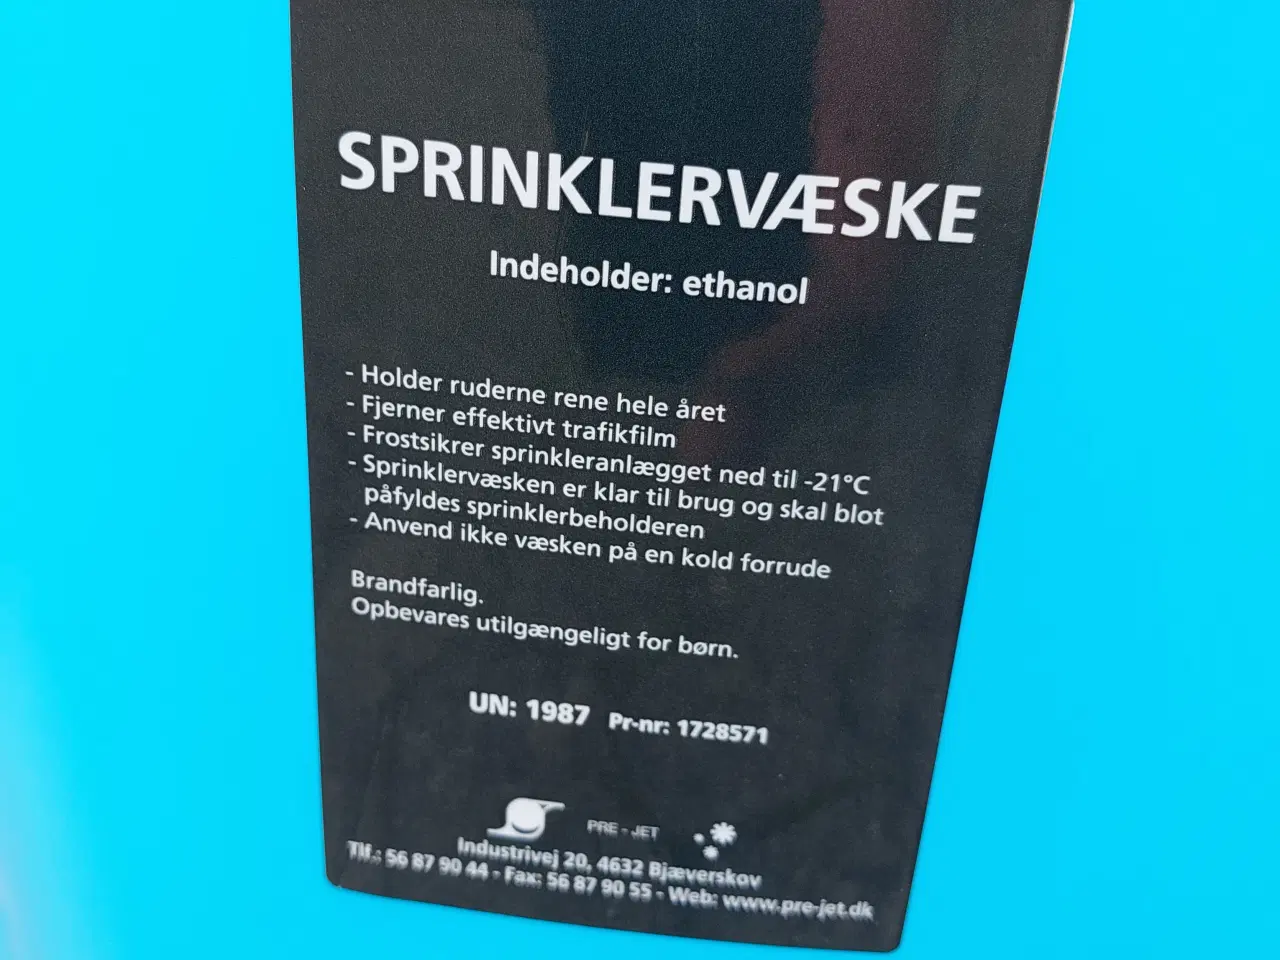 SPRINKLERVÆSKE
Indeholder: ethanol
- Holder ruderne rene hele året
- Fjerner effektivt trafikfilm
- Frostsikrer sprinkleranlægget ned til -21°C
- Sprinklervæsken er klar til brug og skal blot
påfyldes sprinklerbeholderen
- Anvend ikke væsken på en kold forrude
Brandfarlig.
Opbevares utilgængeligt for børn.
UN: 1987 Pr-nr: 1728571
PRE - JET
Industrivej 20, 4632 Bjæverskov
Tlf.: 56 87 90 44 - Fax: 56 87 90 55 - Web: www.pre-jet.dk